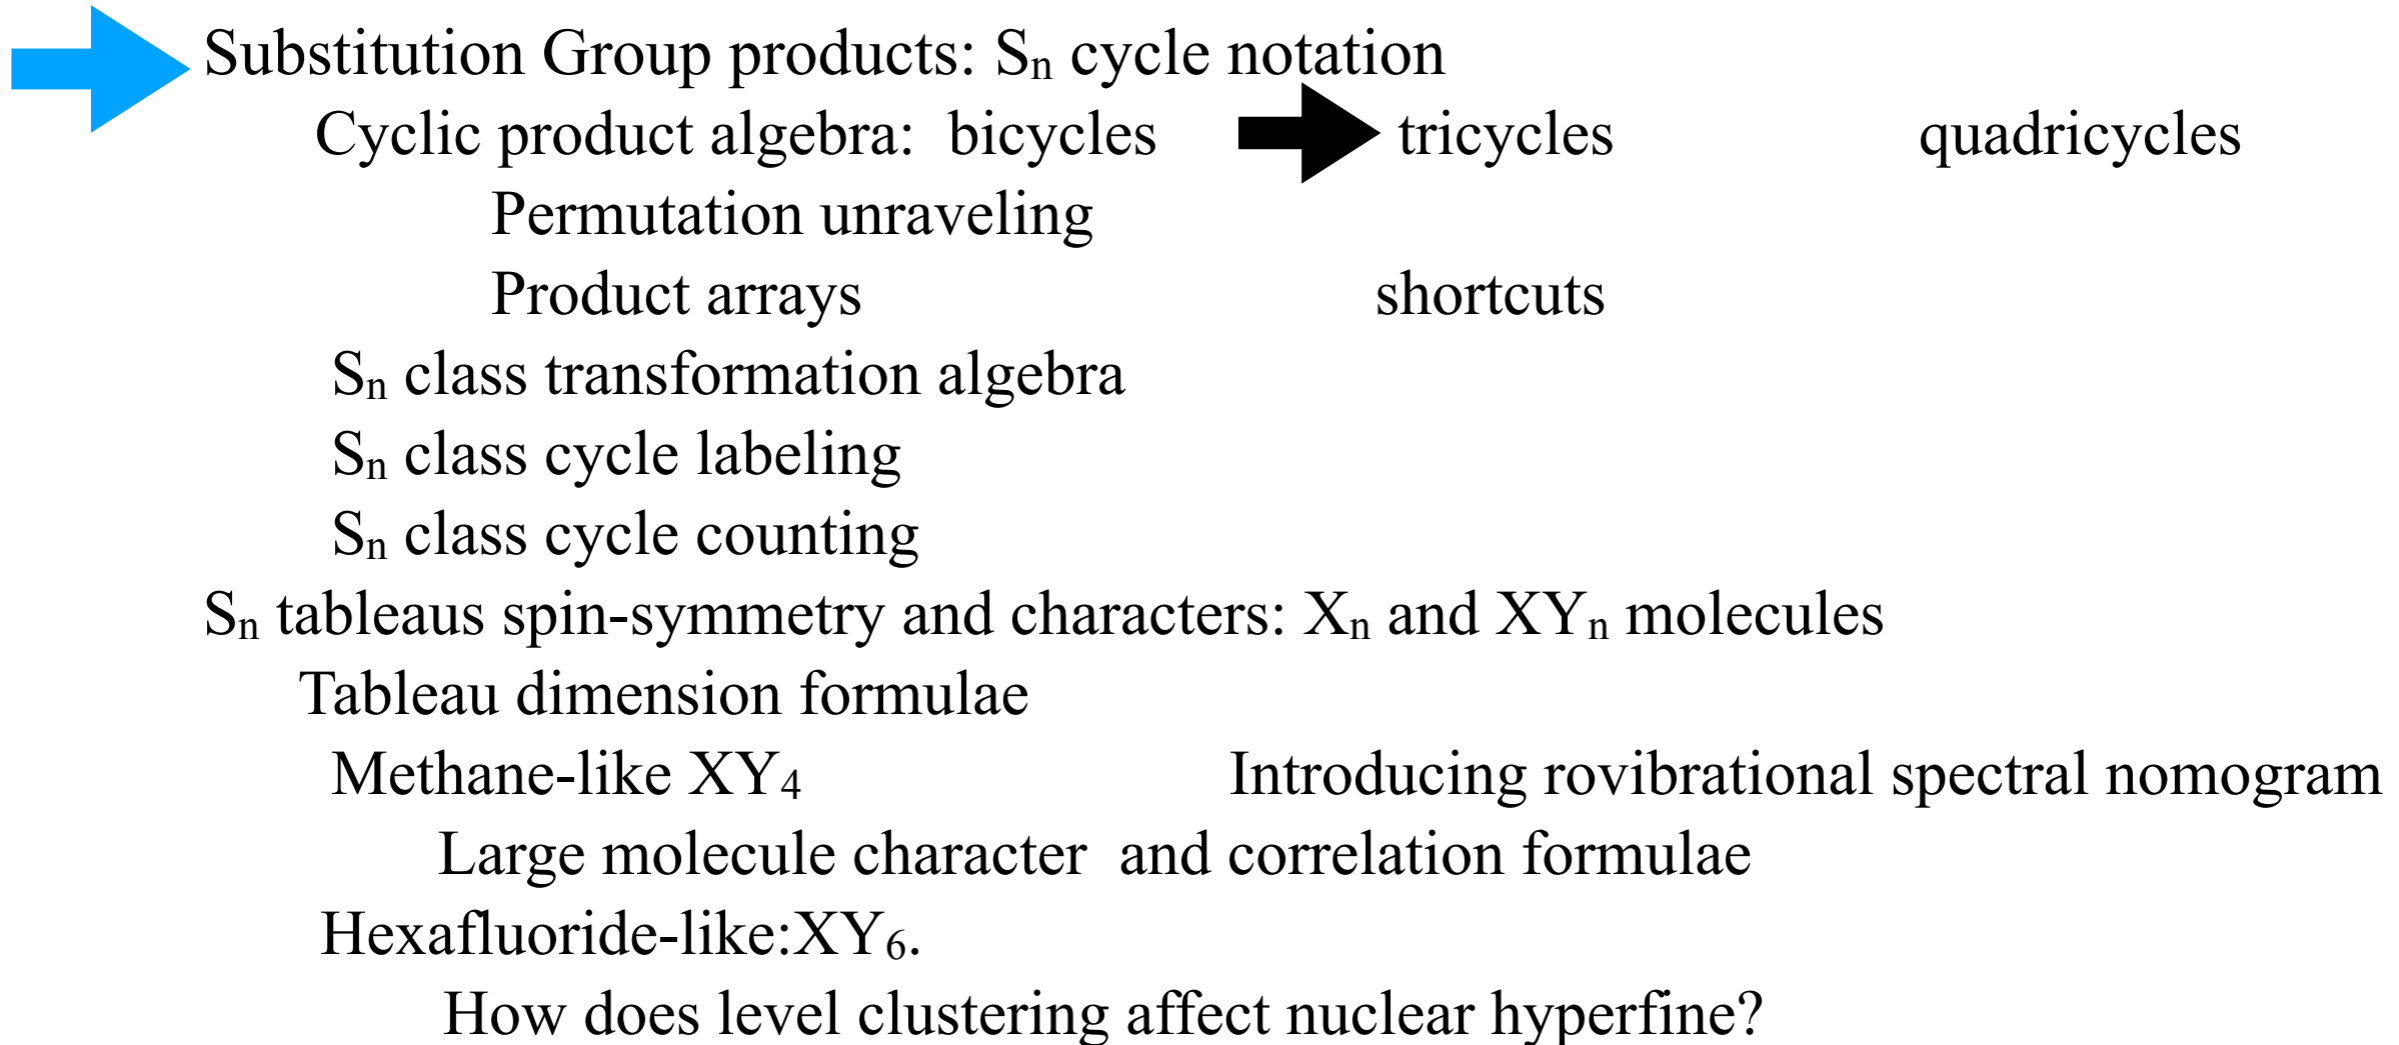 Substitution Group products: Sₙ cycle notation
Cyclic product algebra: bicycles tricycles quadricycles
Permutation unraveling
Product arrays shortcuts
Sₙ class transformation algebra
Sₙ class cycle labeling
Sₙ class cycle counting
Sₙ tableaus spin-symmetry and characters: Xₙ and XYₙ molecules
Tableau dimension formulae
Methane-like XY₄ Introducing rovibrational spectral nomogram
Large molecule character and correlation formulae
Hexafluoride-like:XY₆.
How does level clustering affect nuclear hyperfine?